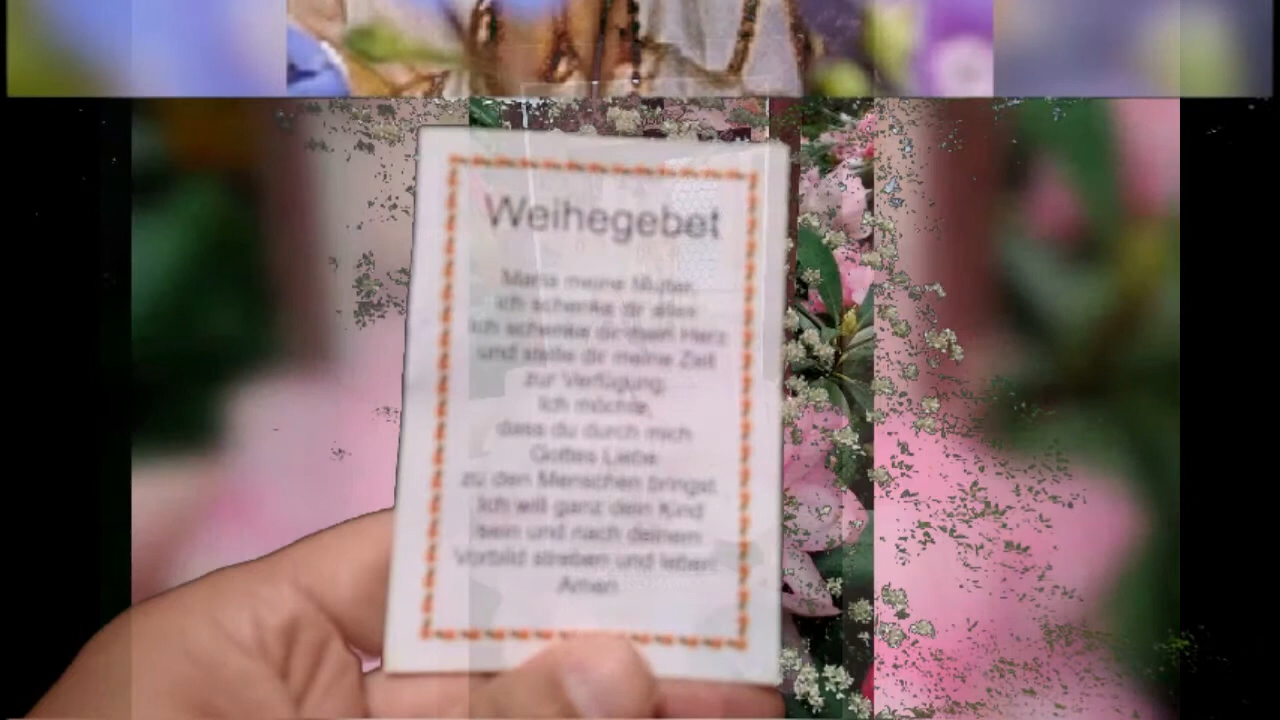 Weihegebet
Maria meine Mutter,
ich schenke dir alles
Ich schenke dir mein Herz
und stelle dir meine Zeit
zur Verfügung.
Ich möchte,
dass du durch mich
Gottes Liebe
zu den Menschen bringst.
Ich will ganz dein Kind
sein und nach deinem
Vorbild streben und leben!
Amen